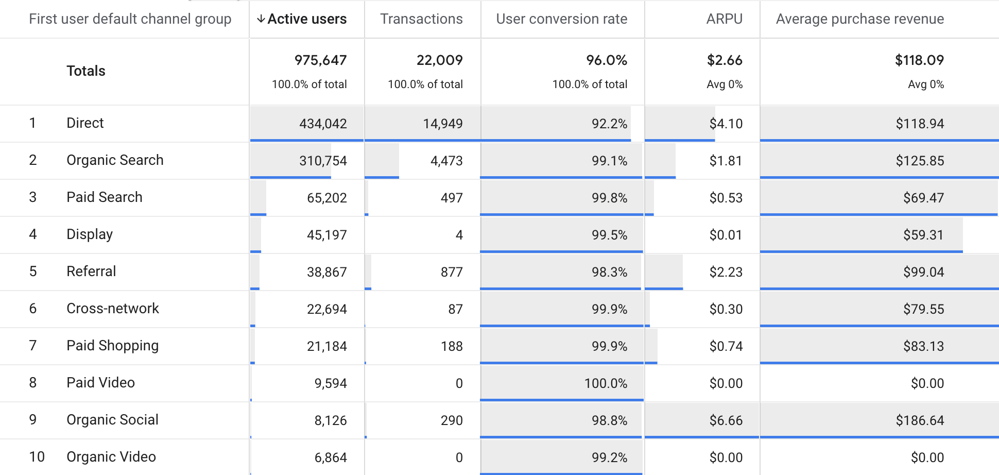 First user default channel group ↓ Active users Transactions User conversion rate ARPU Average purchase revenue
Totals 975,647 22,009 96.0% $2.66 $118.09
100.0% of total 100.0% of total 100.0% of total Avg 0% Avg 0%
1 Direct 434,042 14,949 92.2% $4.10 $118.94
2 Organic Search 310,754 4,473 99.1% $1.81 $125.85
3 Paid Search 65,202 497 99.8% $0.53 $69.47
4 Display 45,197 4 99.5% $0.01 $59.31
5 Referral 38,867 877 98.3% $2.23 $99.04
6 Cross-network 22,694 87 99.9% $0.30 $79.55
7 Paid Shopping 21,184 188 99.9% $0.74 $83.13
8 Paid Video 9,594 0 100.0% $0.00 $0.00
9 Organic Social 8,126 290 98.8% $6.66 $186.64
10 Organic Video 6,864 0 99.2% $0.00 $0.00